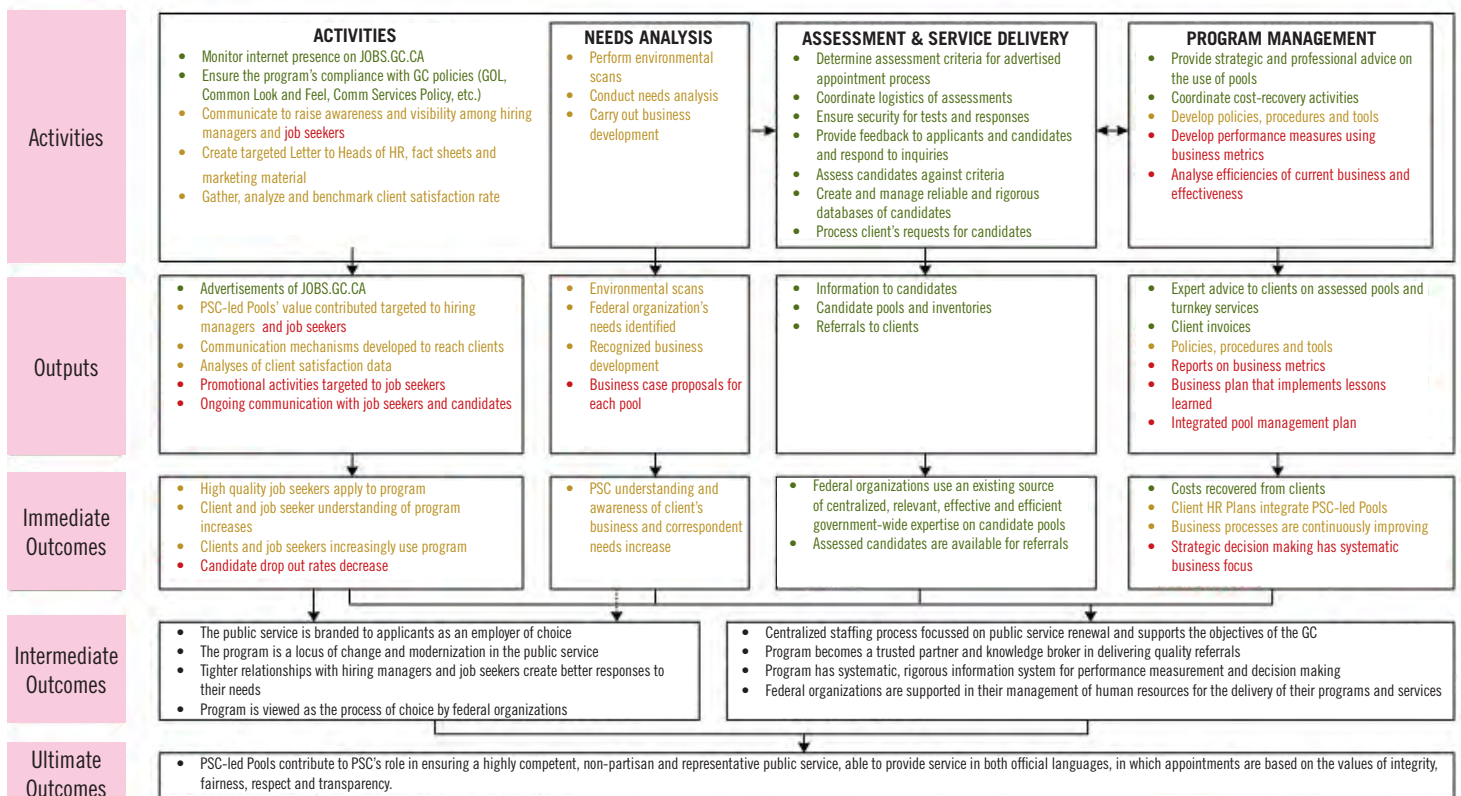 Activities
ACTIVITIES
• Monitor internet presence on JOBS.GC.CA
• Ensure the program's compliance with GC policies (GOL,
Common Look and Feel, Comm Services Policy, etc.)
• Communicate to raise awareness and visibility among hiring
managers and job seekers
• Create targeted Letter to Heads of HR, fact sheets and
marketing material
• Gather, analyze and benchmark client satisfaction rate
NEEDS ANALYSIS
• Perform environmental
scans
• Conduct needs analysis
• Carry out business
development
ASSESSMENT & SERVICE DELIVERY
• Determine assessment criteria for advertised
appointment process
• Coordinate logistics of assessments
• Ensure security for tests and responses
• Provide feedback to applicants and candidates
and respond to inquiries
• Assess candidates against criteria
• Create and manage reliable and rigorous
databases of candidates
• Process client's requests for candidates
PROGRAM MANAGEMENT
• Provide strategic and professional advice on
the use of pools
• Coordinate cost-recovery activities
• Develop policies, procedures and tools
• Develop performance measures using
business metrics
• Analyse efficiencies of current business and
effectiveness
Outputs
• Advertisements of JOBS.GC.CA
• PSC-led Pools' value contributed targeted to hiring
managers and job seekers
• Communication mechanisms developed to reach clients
• Analyses of client satisfaction data
• Promotional activities targeted to job seekers
• Ongoing communication with job seekers and candidates
• Environmental scans
• Federal organization's
needs identified
• Recognized business
development
• Business case proposals for
each pool
• Information to candidates
• Candidate pools and inventories
• Referrals to clients
• Expert advice to clients on assessed pools and
turnkey services
• Client invoices
• Policies, procedures and tools
• Reports on business metrics
• Business plan that implements lessons
learned
• Integrated pool management plan
Immediate
Outcomes
• High quality job seekers apply to program
• Client and job seeker understanding of program
increases
• Clients and job seekers increasingly use program
• Candidate drop out rates decrease
• PSC understanding and
awareness of client's
business and correspondent
needs increase
• Federal organizations use an existing source
of centralized, relevant, effective and efficient
government-wide expertise on candidate pools
• Assessed candidates are available for referrals
• Costs recovered from clients
• Client HR Plans integrate PSC-led Pools
• Business processes are continuously improving
• Strategic decision making has systematic
business focus
Intermediate
Outcomes
• The public service is branded to applicants as an employer of choice
• The program is a locus of change and modernization in the public service
• Tighter relationships with hiring managers and job seekers create better responses to
their needs
• Program is viewed as the process of choice by federal organizations
• Centralized staffing process focussed on public service renewal and supports the objectives of the GC
• Program becomes a trusted partner and knowledge broker in delivering quality referrals
• Program has systematic, rigorous information system for performance measurement and decision making
• Federal organizations are supported in their management of human resources for the delivery of their programs and services
Ultimate
Outcomes
• PSC-led Pools contribute to PSC's role in ensuring a highly competent, non-partisan and representative public service, able to provide service in both official languages, in which appointments are based on the values of integrity,
fairness, respect and transparency.